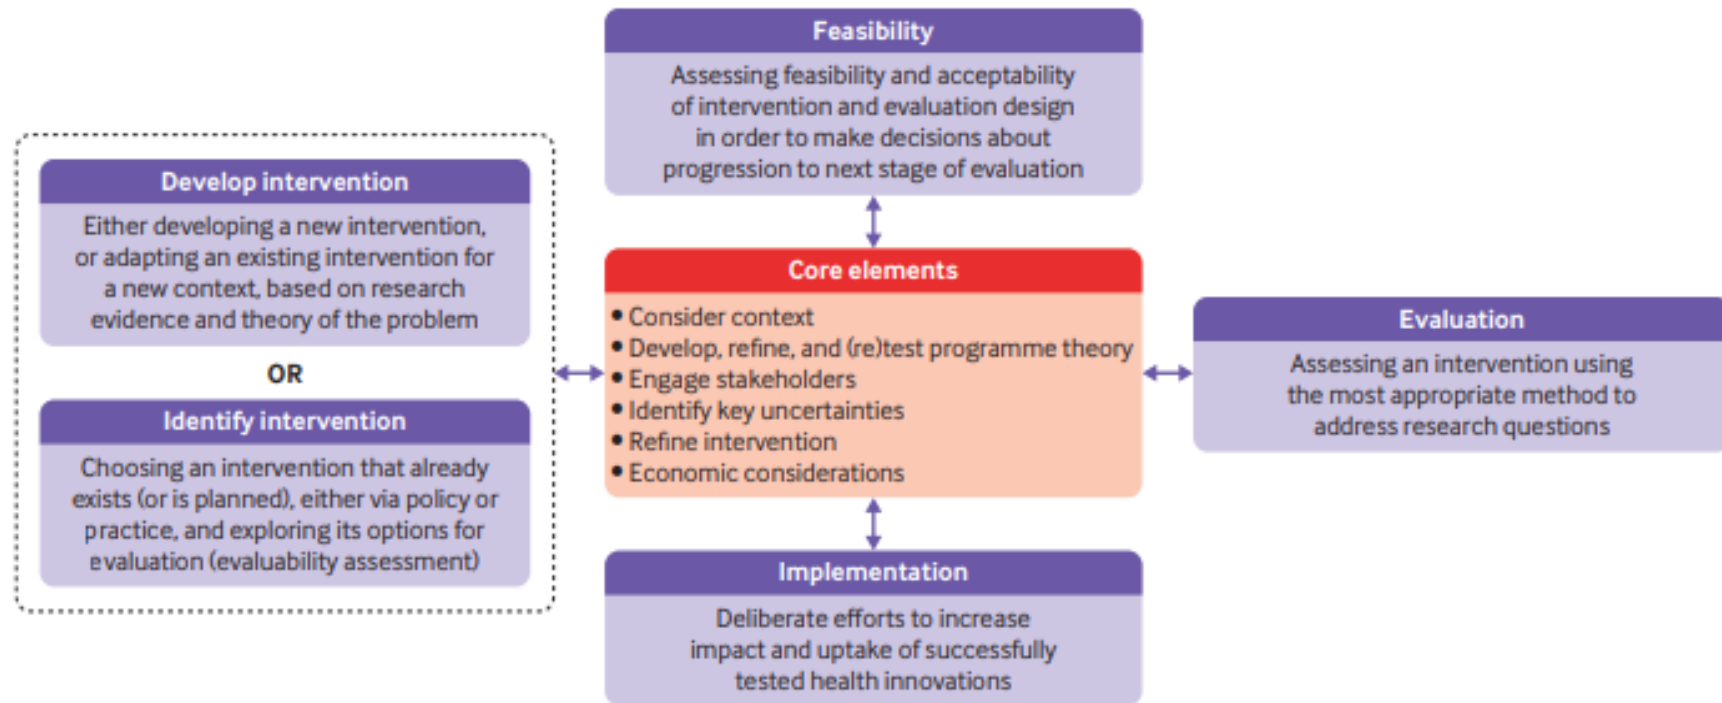 Feasibility
Assessing feasibility and acceptability
of intervention and evaluation design
in order to make decisions about
progression to next stage of evaluation
Develop intervention
Either developing a new intervention,
or adapting an existing intervention for
a new context, based on research
evidence and theory of the problem
OR
Identify intervention
Choosing an intervention that already
exists (or is planned), either via policy or
practice, and exploring its options for
evaluation (evaluability assessment)
Core elements
• Consider context
• Develop, refine, and (re)test programme theory
• Engage stakeholders
• Identify key uncertainties
• Refine intervention
• Economic considerations
Evaluation
Assessing an intervention using
the most appropriate method to
address research questions
Implementation
Deliberate efforts to increase
impact and uptake of successfully
tested health innovations